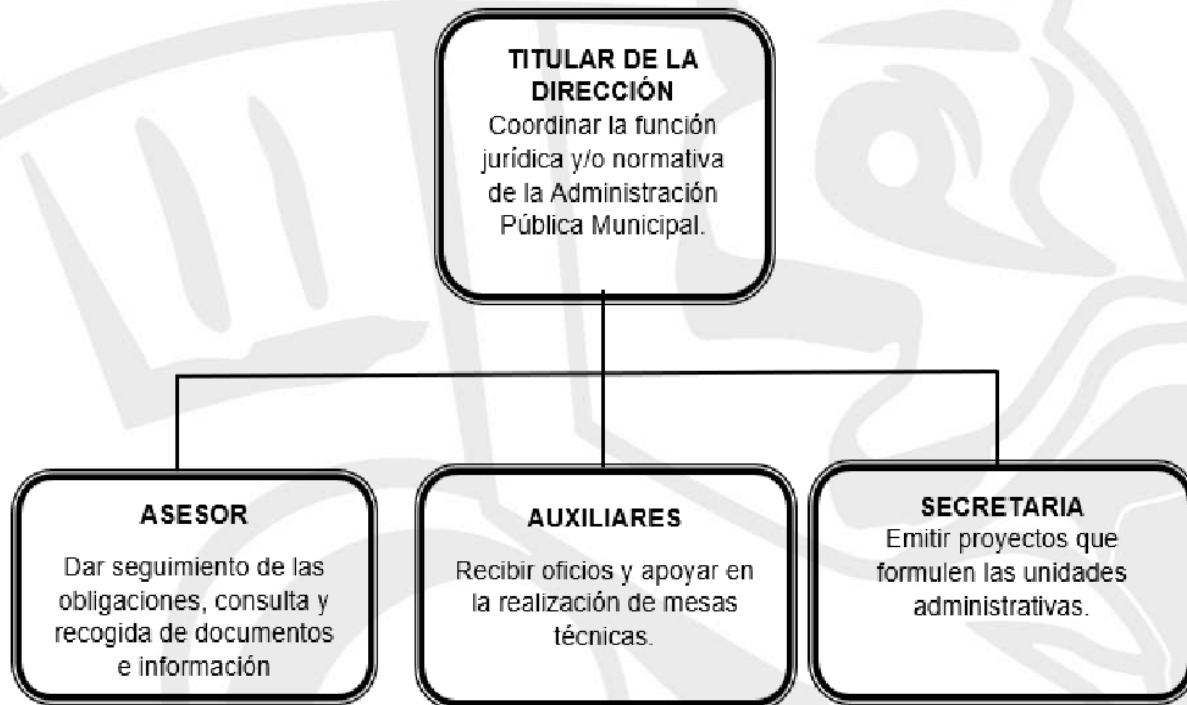 TITULAR DE LA
DIRECCIÓN
Coordinar la función
jurídica y/o normativa
de la Administración
Pública Municipal.
ASESOR
Dar seguimiento de las
obligaciones, consulta y
recogida de documentos
e información
AUXILIARES
Recibir oficios y apoyar en
la realización de mesas
técnicas.
SECRETARIA
Emitir proyectos que
formulen las unidades
administrativas.